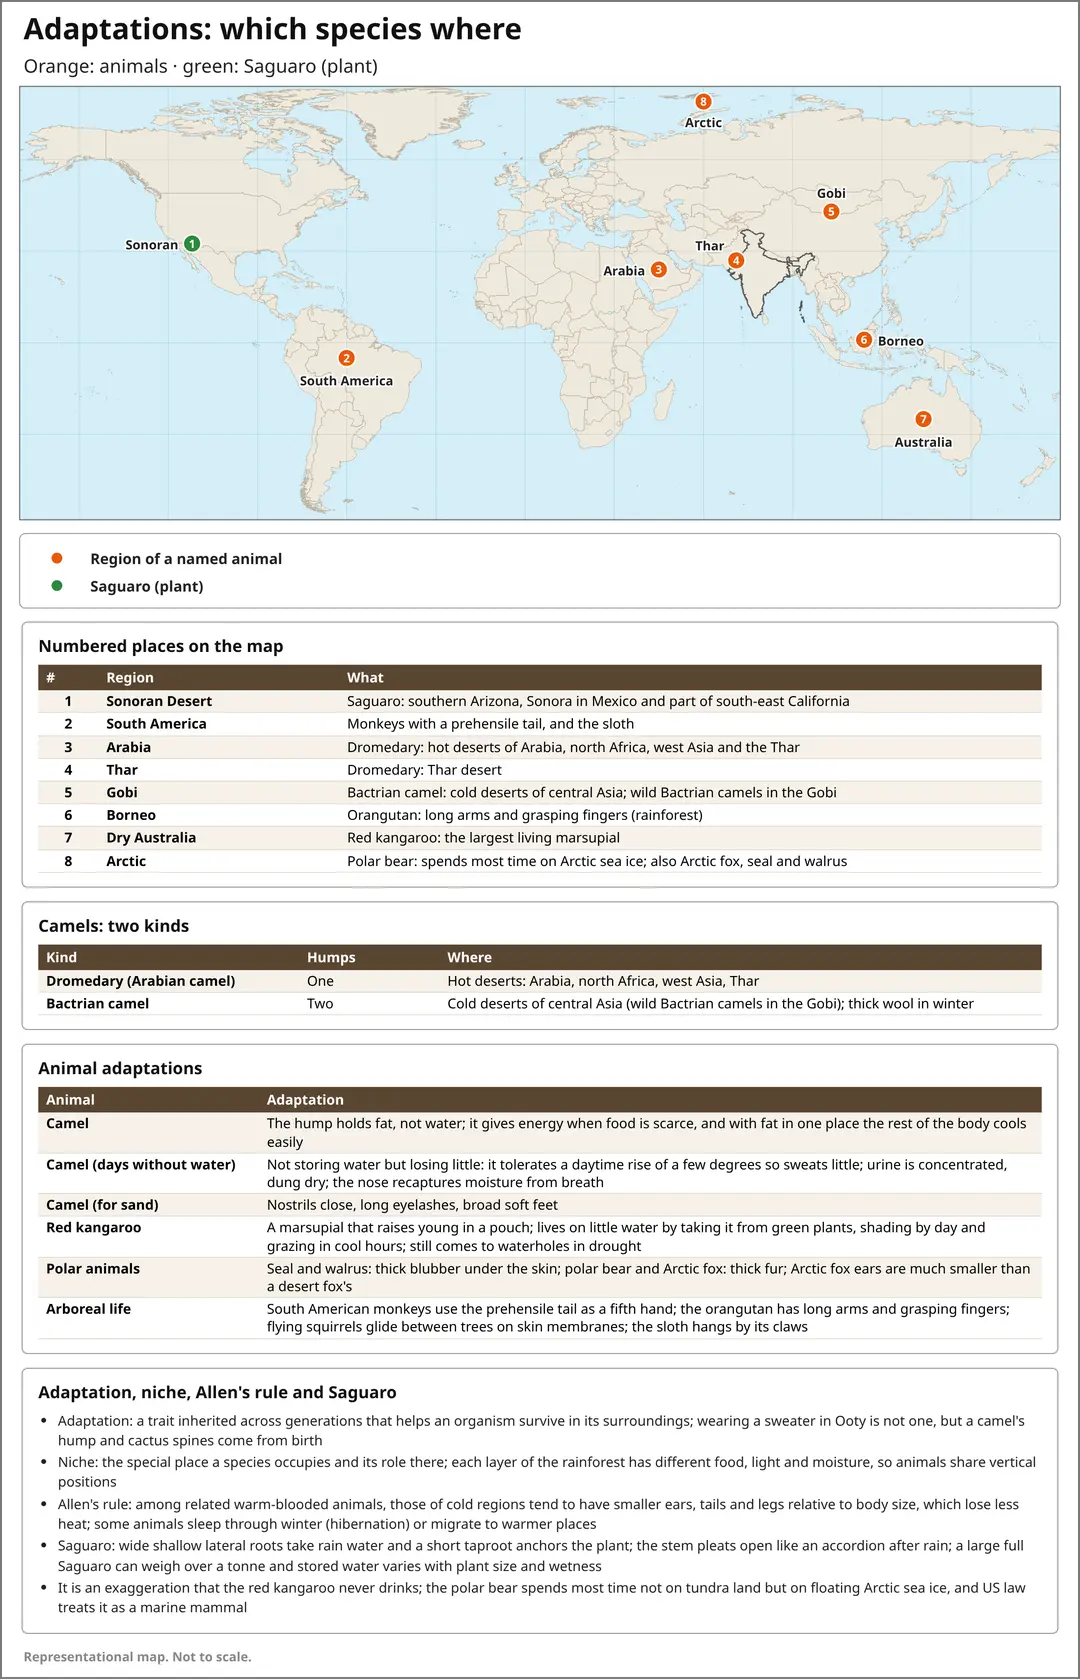 Adaptations: which species where
Orange: animals · green: Saguaro (plant)
8
Arctic
Gobi
5
Sonoran 1
Thar
4
Arabia 3
6 Borneo
2
South America
7
Australia
Region of a named animal
Saguaro (plant)
Numbered places on the map
# Region What
1 Sonoran Desert Saguaro: southern Arizona, Sonora in Mexico and part of south-east California
2 South America Monkeys with a prehensile tail, and the sloth
3 Arabia Dromedary: hot deserts of Arabia, north Africa, west Asia and the Thar
4 Thar Dromedary: Thar desert
5 Gobi Bactrian camel: cold deserts of central Asia; wild Bactrian camels in the Gobi
6 Borneo Orangutan: long arms and grasping fingers (rainforest)
7 Dry Australia Red kangaroo: the largest living marsupial
8 Arctic Polar bear: spends most time on Arctic sea ice; also Arctic fox, seal and walrus
Camels: two kinds
Kind Humps Where
Dromedary (Arabian camel) One Hot deserts: Arabia, north Africa, west Asia, Thar
Bactrian camel Two Cold deserts of central Asia (wild Bactrian camels in the Gobi); thick wool in winter
Animal adaptations
Animal Adaptation
Camel The hump holds fat, not water; it gives energy when food is scarce, and with fat in one place the rest of the body cools
easily
Camel (days without water) Not storing water but losing little: it tolerates a daytime rise of a few degrees so sweats little; urine is concentrated,
dung dry; the nose recaptures moisture from breath
Camel (for sand) Nostrils close, long eyelashes, broad soft feet
Red kangaroo A marsupial that raises young in a pouch; lives on little water by taking it from green plants, shading by day and
grazing in cool hours; still comes to waterholes in drought
Polar animals Seal and walrus: thick blubber under the skin; polar bear and Arctic fox: thick fur; Arctic fox ears are much smaller than
a desert fox's
Arboreal life South American monkeys use the prehensile tail as a fifth hand; the orangutan has long arms and grasping fingers;
flying squirrels glide between trees on skin membranes; the sloth hangs by its claws
Adaptation, niche, Allen's rule and Saguaro
• Adaptation: a trait inherited across generations that helps an organism survive in its surroundings; wearing a sweater in Ooty is not one, but a camel's
hump and cactus spines come from birth
• Niche: the special place a species occupies and its role there; each layer of the rainforest has different food, light and moisture, so animals share vertical
positions
• Allen's rule: among related warm-blooded animals, those of cold regions tend to have smaller ears, tails and legs relative to body size, which lose less
heat; some animals sleep through winter (hibernation) or migrate to warmer places
• Saguaro: wide shallow lateral roots take rain water and a short taproot anchors the plant; the stem pleats open like an accordion after rain; a large full
Saguaro can weigh over a tonne and stored water varies with plant size and wetness
• It is an exaggeration that the red kangaroo never drinks; the polar bear spends most time not on tundra land but on floating Arctic sea ice, and US law
treats it as a marine mammal
Representational map. Not to scale.